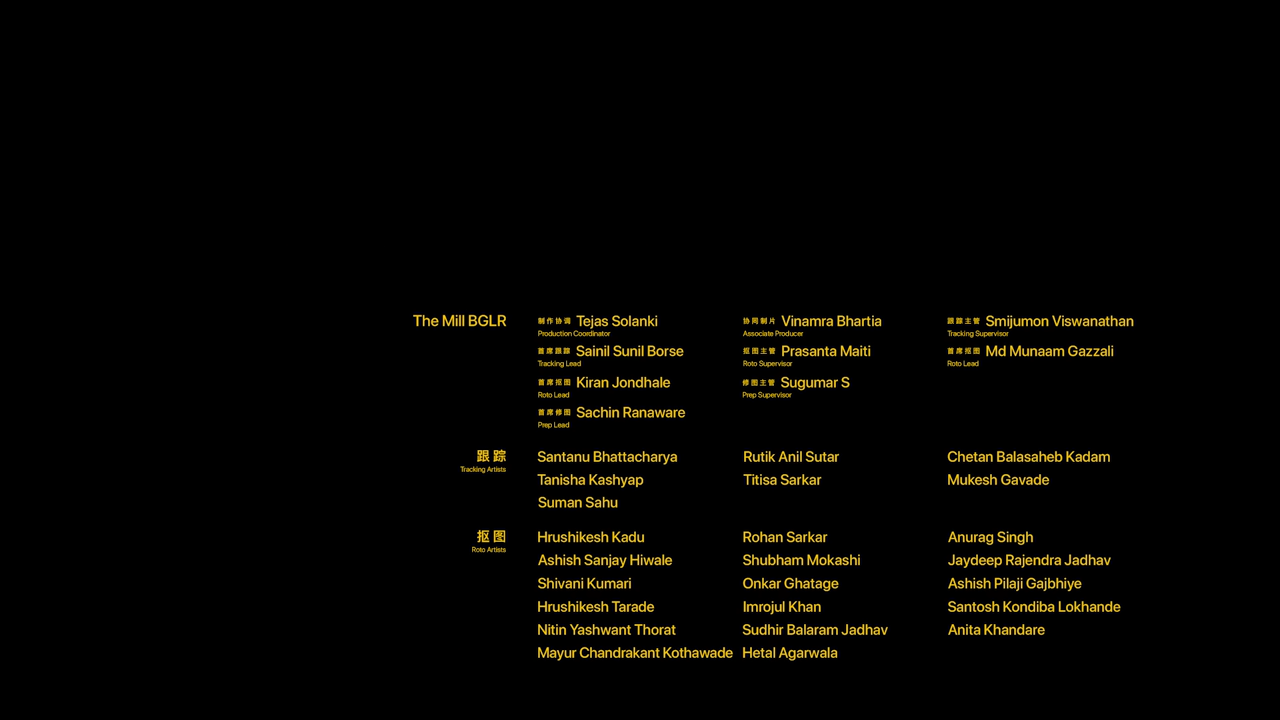 The Mill BGLR
制作协调 Tejas Solanki
Production Coordinator
协同制片 Vinamra Bhartia
Associate Producer
跟踪主管 Smijumon Viswanathan
Tracking Supervisor
首席跟踪 Sainil Sunil Borse
Tracking Lead
抠图主管 Prasanta Maiti
Roto Supervisor
首席抠图 Md Munaam Gazzali
Roto Lead
首席抠图 Kiran Jondhale
Roto Lead
修图主管 Sugumar S
Prep Supervisor
首席修图 Sachin Ranaware
Prep Lead
跟踪
Tracking Artists
Santanu Bhattacharya Rutik Anil Sutar Chetan Balasaheb Kadam
Tanisha Kashyap Titisa Sarkar Mukesh Gavade
Suman Sahu
抠图
Roto Artists
Hrushikesh Kadu Rohan Sarkar Anurag Singh
Ashish Sanjay Hiwale Shubham Mokashi Jaydeep Rajendra Jadhav
Shivani Kumari Onkar Ghatage Ashish Pilaji Gajbhiye
Hrushikesh Tarade Imrojul Khan Santosh Kondiba Lokhande
Nitin Yashwant Thorat Sudhir Balaram Jadhav Anita Khandare
Mayur Chandrakant Kothawade Hetal Agarwala